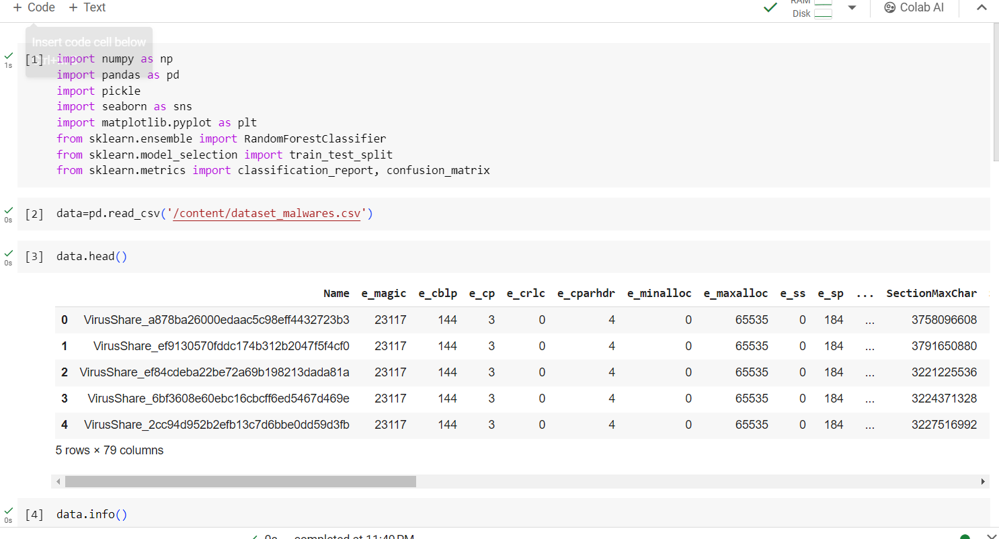 + Code + Text
RAM
Disk
Colab AI
Insert code cell below
[1] import numpy as np
1s
import pandas as pd
import pickle
import seaborn as sns
import matplotlib.pyplot as plt
from sklearn.ensemble import RandomForestClassifier
from sklearn.model_selection import train_test_split
from sklearn.metrics import classification_report, confusion_matrix
[2] data=pd.read_csv('/content/dataset_malwares.csv')
0s
[3] data.head()
0s
Name e_magic e_cblp e_cp e_crlc e_cparhdr e_minalloc e_maxalloc e_ss e_sp ... SectionMaxChar
0 VirusShare_a878ba26000edaac5c98eff4432723b3 23117 144 3 0 4 0 65535 0 184 ... 3758096608
1 VirusShare_ef9130570fddc174b312b2047f5f4cf0 23117 144 3 0 4 0 65535 0 184 ... 3791650880
2 VirusShare_ef84cdeba22be72a69b198213dada81a 23117 144 3 0 4 0 65535 0 184 ... 3221225536
3 VirusShare_6bf3608e60ebc16cbcff6ed5467d469e 23117 144 3 0 4 0 65535 0 184 ... 3224371328
4 VirusShare_2cc94d952b2efb13c7d6bbe0dd59d3fb 23117 144 3 0 4 0 65535 0 184 ... 3227516992
5 rows × 79 columns
[4] data.info()
0s
0s completed at 11:49 PM